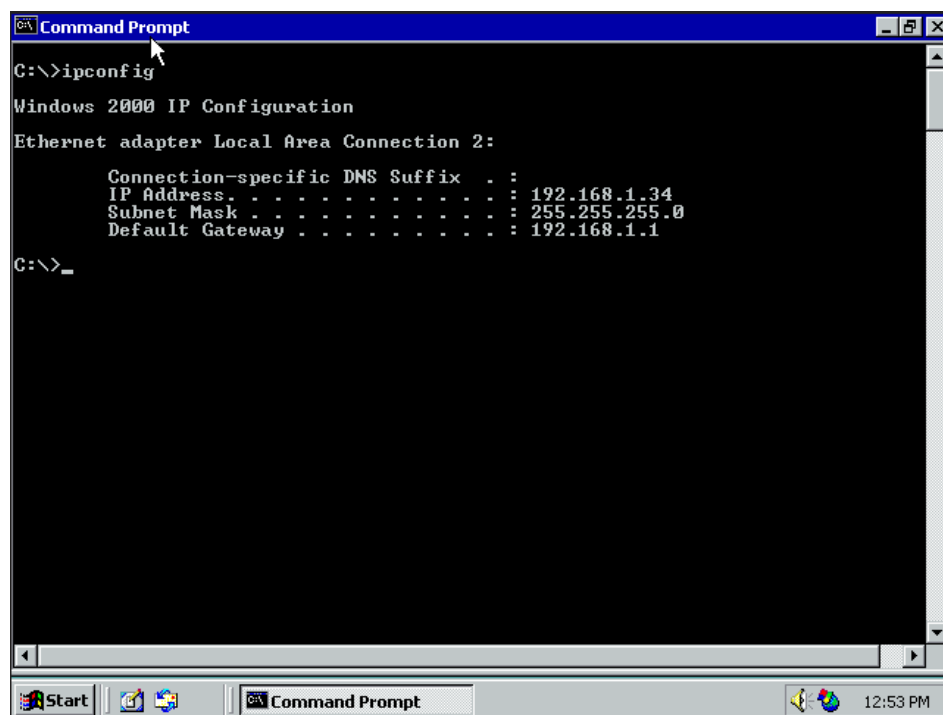 Command Prompt
C:\>ipconfig
Windows 2000 IP Configuration
Ethernet adapter Local Area Connection 2:
Connection-specific DNS Suffix  . :
IP Address. . . . . . . . . . . . : 192.168.1.34
Subnet Mask . . . . . . . . . . . : 255.255.255.0
Default Gateway . . . . . . . . . : 192.168.1.1
C:\>_
Start
Command Prompt
12:53 PM